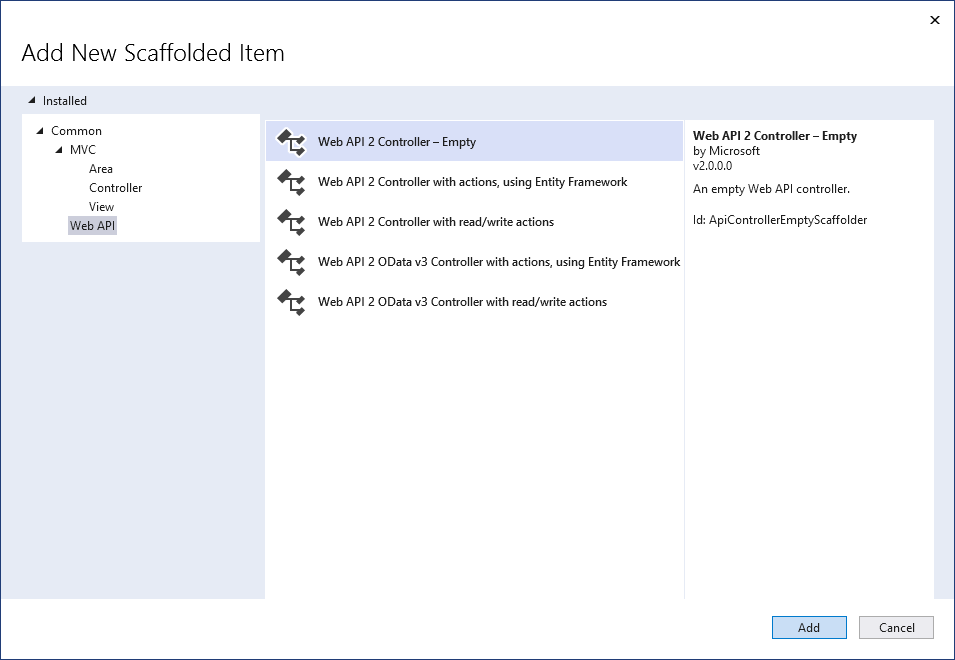 Add New Scaffolded Item
Installed
Common
MVC
Area
Controller
View
Web API
Web API 2 Controller – Empty
Web API 2 Controller with actions, using Entity Framework
Web API 2 Controller with read/write actions
Web API 2 OData v3 Controller with actions, using Entity Framework
Web API 2 OData v3 Controller with read/write actions
Web API 2 Controller – Empty
by Microsoft
v2.0.0.0
An empty Web API controller.
Id: ApiControllerEmptyScaffolder
Add
Cancel